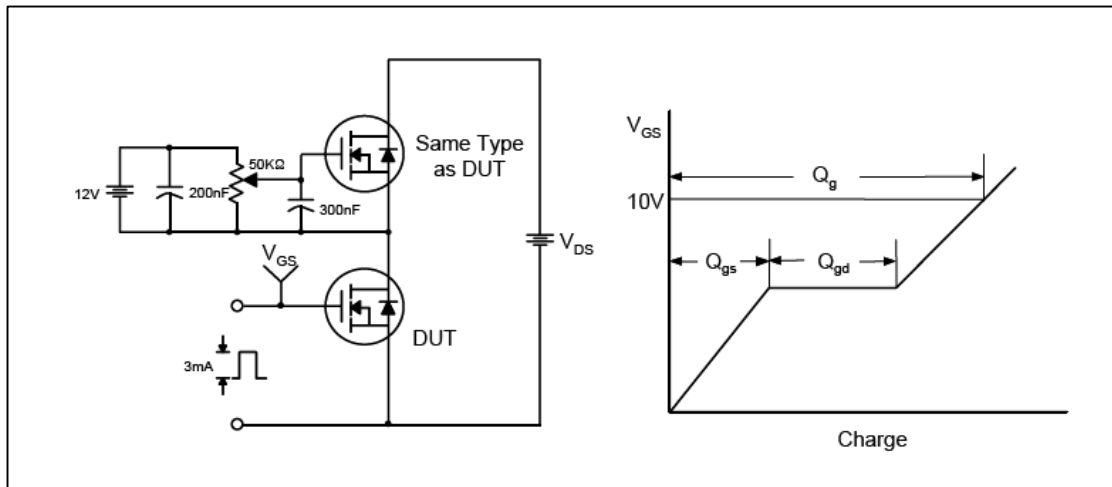 12V
200nF
50KΩ
300nF
Same Type
as DUT
V_GS
DUT
3mA
V_DS
V_GS
10V
Q_g
Q_gs
Q_gd
Charge